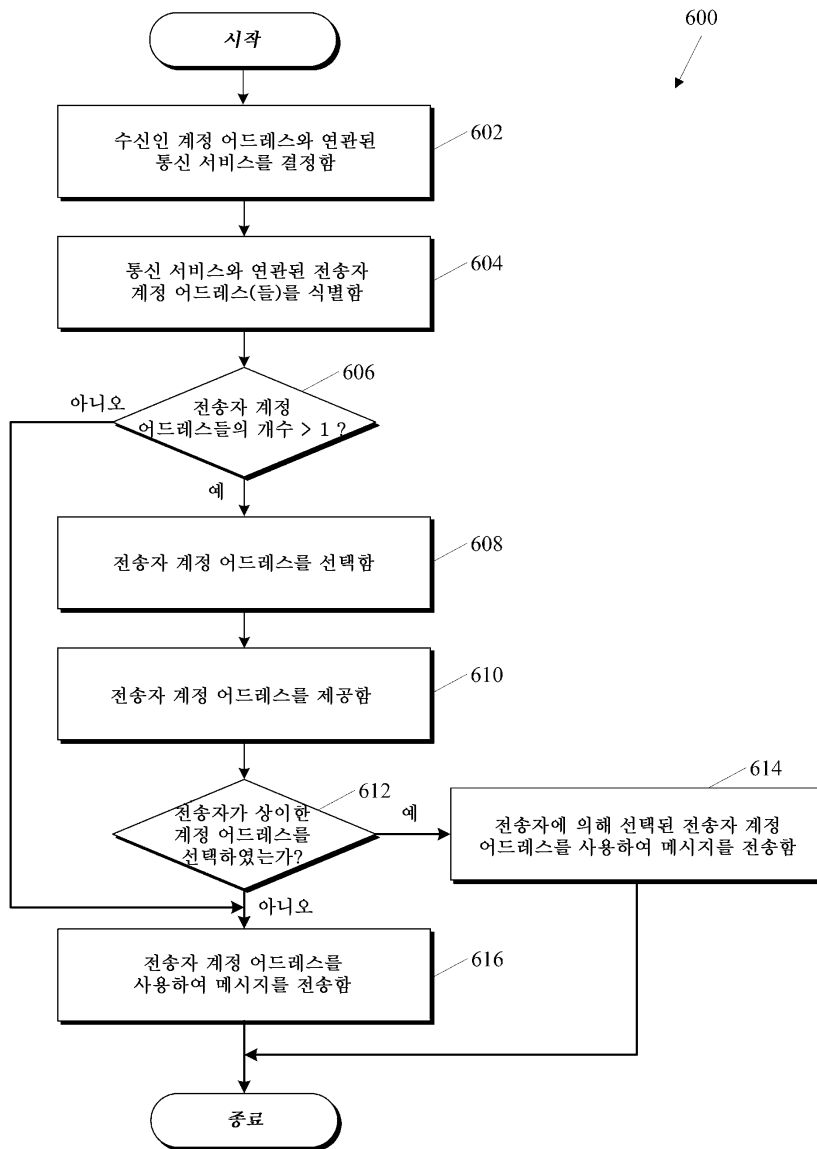 시작
600
수신인 계정 어드레스와 연관된
통신 서비스를 결정함
602
통신 서비스와 연관된 전송자
계정 어드레스(들)를 식별함
604
606
아니오
전송자 계정
어드레스들의 개수 > 1 ?
예
전송자 계정 어드레스를 선택함
608
전송자 계정 어드레스를 제공함
610
612
전송자가 상이한
계정 어드레스를
선택하였는가?
예
614
전송자에 의해 선택된 전송자 계정
어드레스를 사용하여 메시지를 전송함
아니오
전송자 계정 어드레스를
사용하여 메시지를 전송함
616
종료